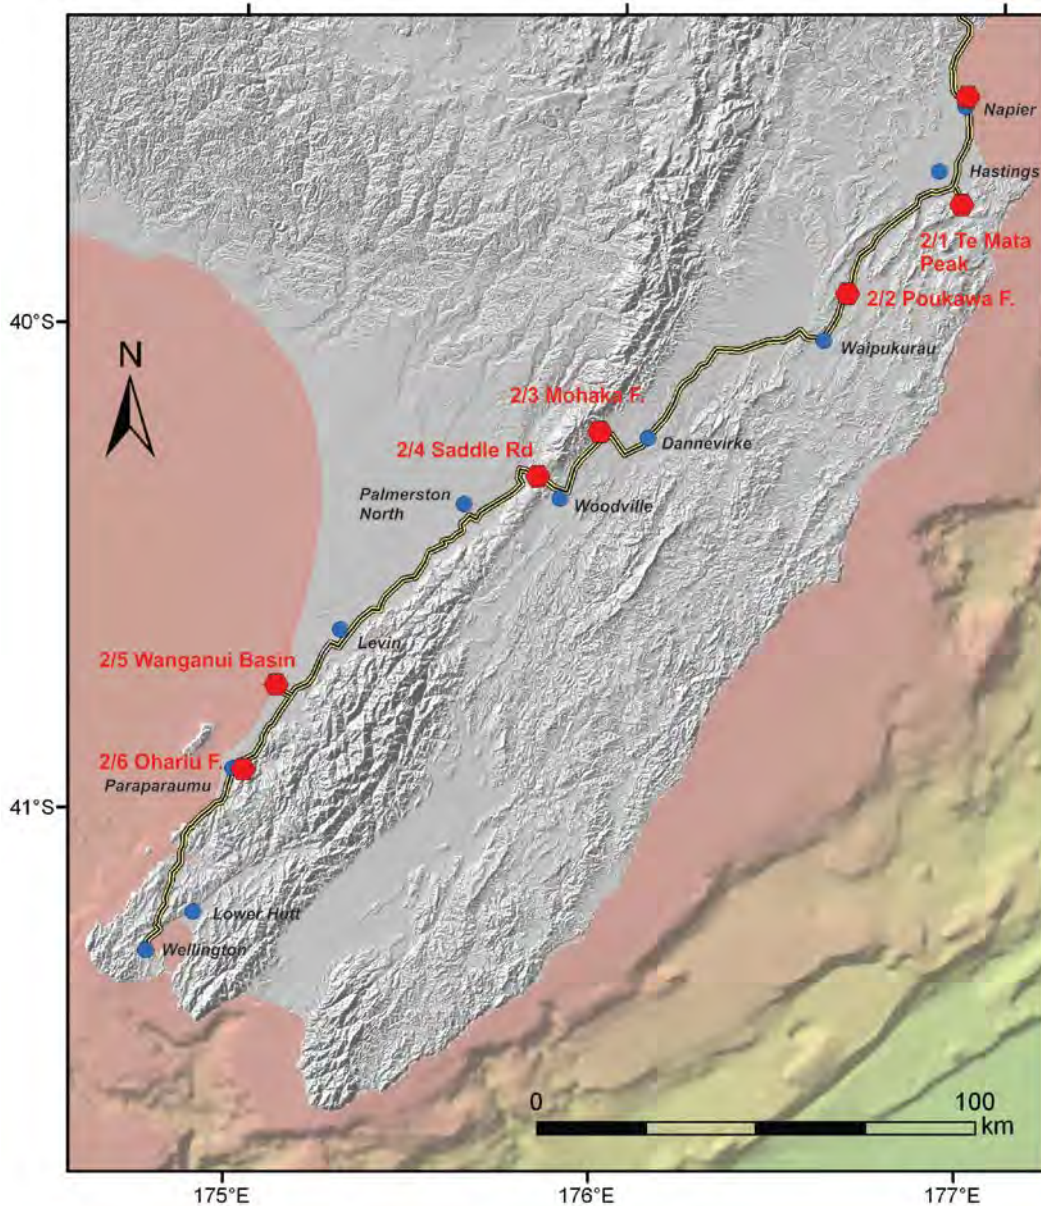 Napier
Hastings
2/1 Te Mata
Peak
2/2 Poukawa F.
40°S
Waipukurau
N
2/3 Mohaka F.
Dannevirke
2/4 Saddle Rd
Palmerston
North
Woodville
Levin
2/5 Wanganui Basin
2/6 Ohariu F.
Paraparaumu
41°S
Lower Hutt
Wellington
0 100
km
175°E 176°E 177°E